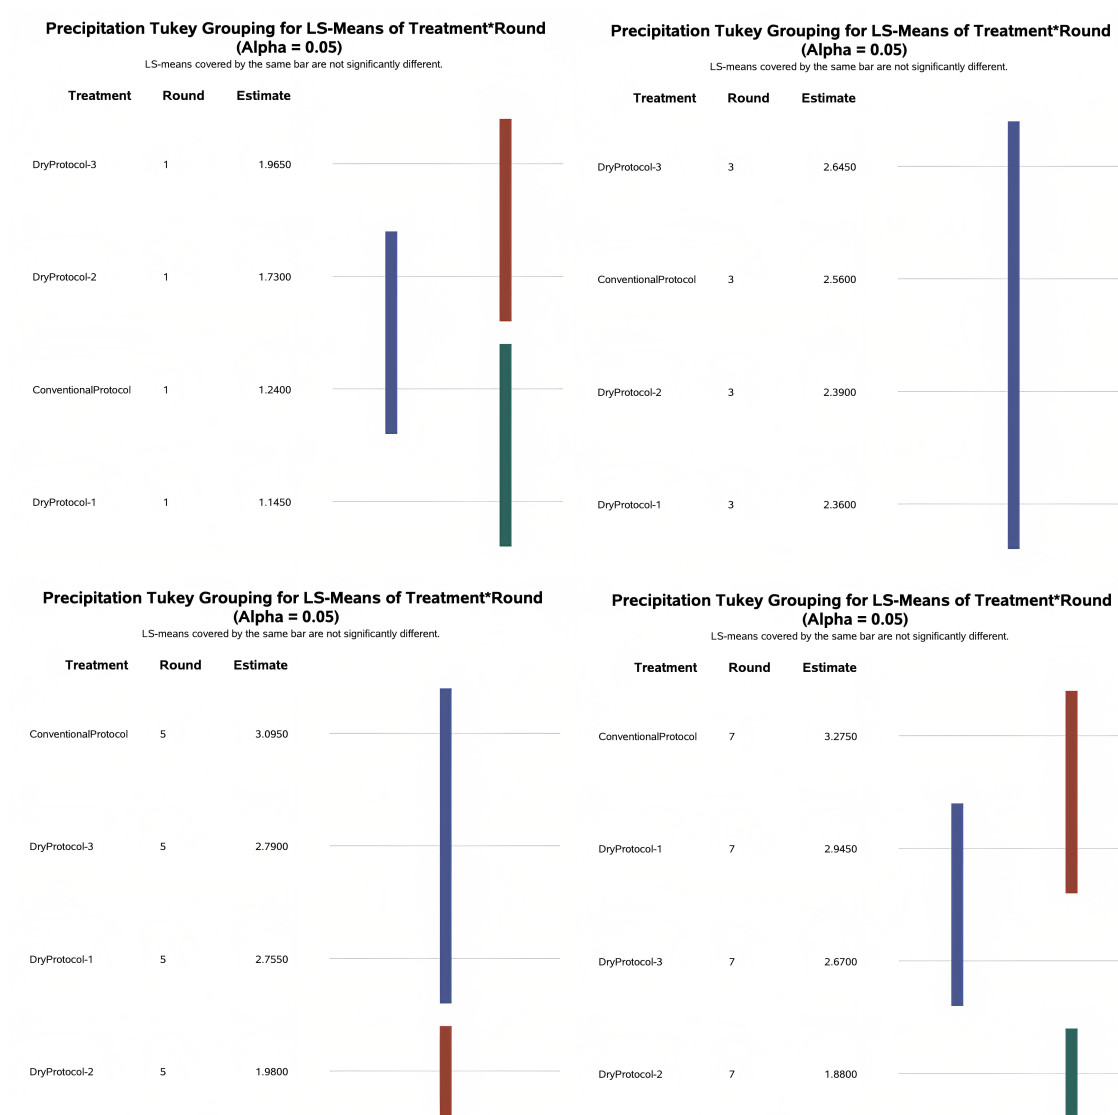 Precipitation Tukey Grouping for LS-Means of Treatment*Round
(Alpha = 0.05)
LS-means covered by the same bar are not significantly different.
Treatment Round Estimate
DryProtocol-3 1 1.9650
DryProtocol-2 1 1.7300
ConventionalProtocol 1 1.2400
DryProtocol-1 1 1.1450
Precipitation Tukey Grouping for LS-Means of Treatment*Round
(Alpha = 0.05)
LS-means covered by the same bar are not significantly different.
Treatment Round Estimate
DryProtocol-3 3 2.6450
ConventionalProtocol 3 2.5600
DryProtocol-2 3 2.3900
DryProtocol-1 3 2.3600
Precipitation Tukey Grouping for LS-Means of Treatment*Round
(Alpha = 0.05)
LS-means covered by the same bar are not significantly different.
Treatment Round Estimate
ConventionalProtocol 5 3.0950
DryProtocol-3 5 2.7900
DryProtocol-1 5 2.7550
DryProtocol-2 5 1.9800
Precipitation Tukey Grouping for LS-Means of Treatment*Round
(Alpha = 0.05)
LS-means covered by the same bar are not significantly different.
Treatment Round Estimate
ConventionalProtocol 7 3.2750
DryProtocol-1 7 2.9450
DryProtocol-3 7 2.6700
DryProtocol-2 7 1.8800